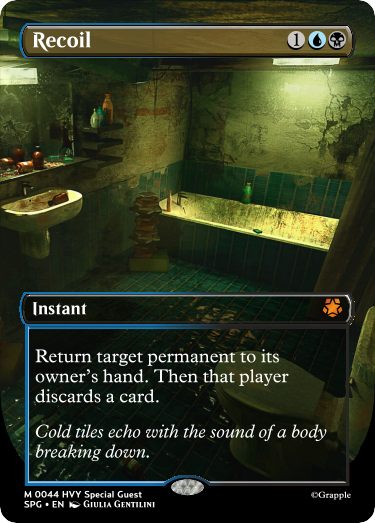 Recoil 1
Instant
Return target permanent to its
owner's hand. Then that player
discards a card.
Cold tiles echo with the sound of a body
breaking down.
M 0044 HVY Special Guest
SPG • EN Giulia Gentilini
©Grapple